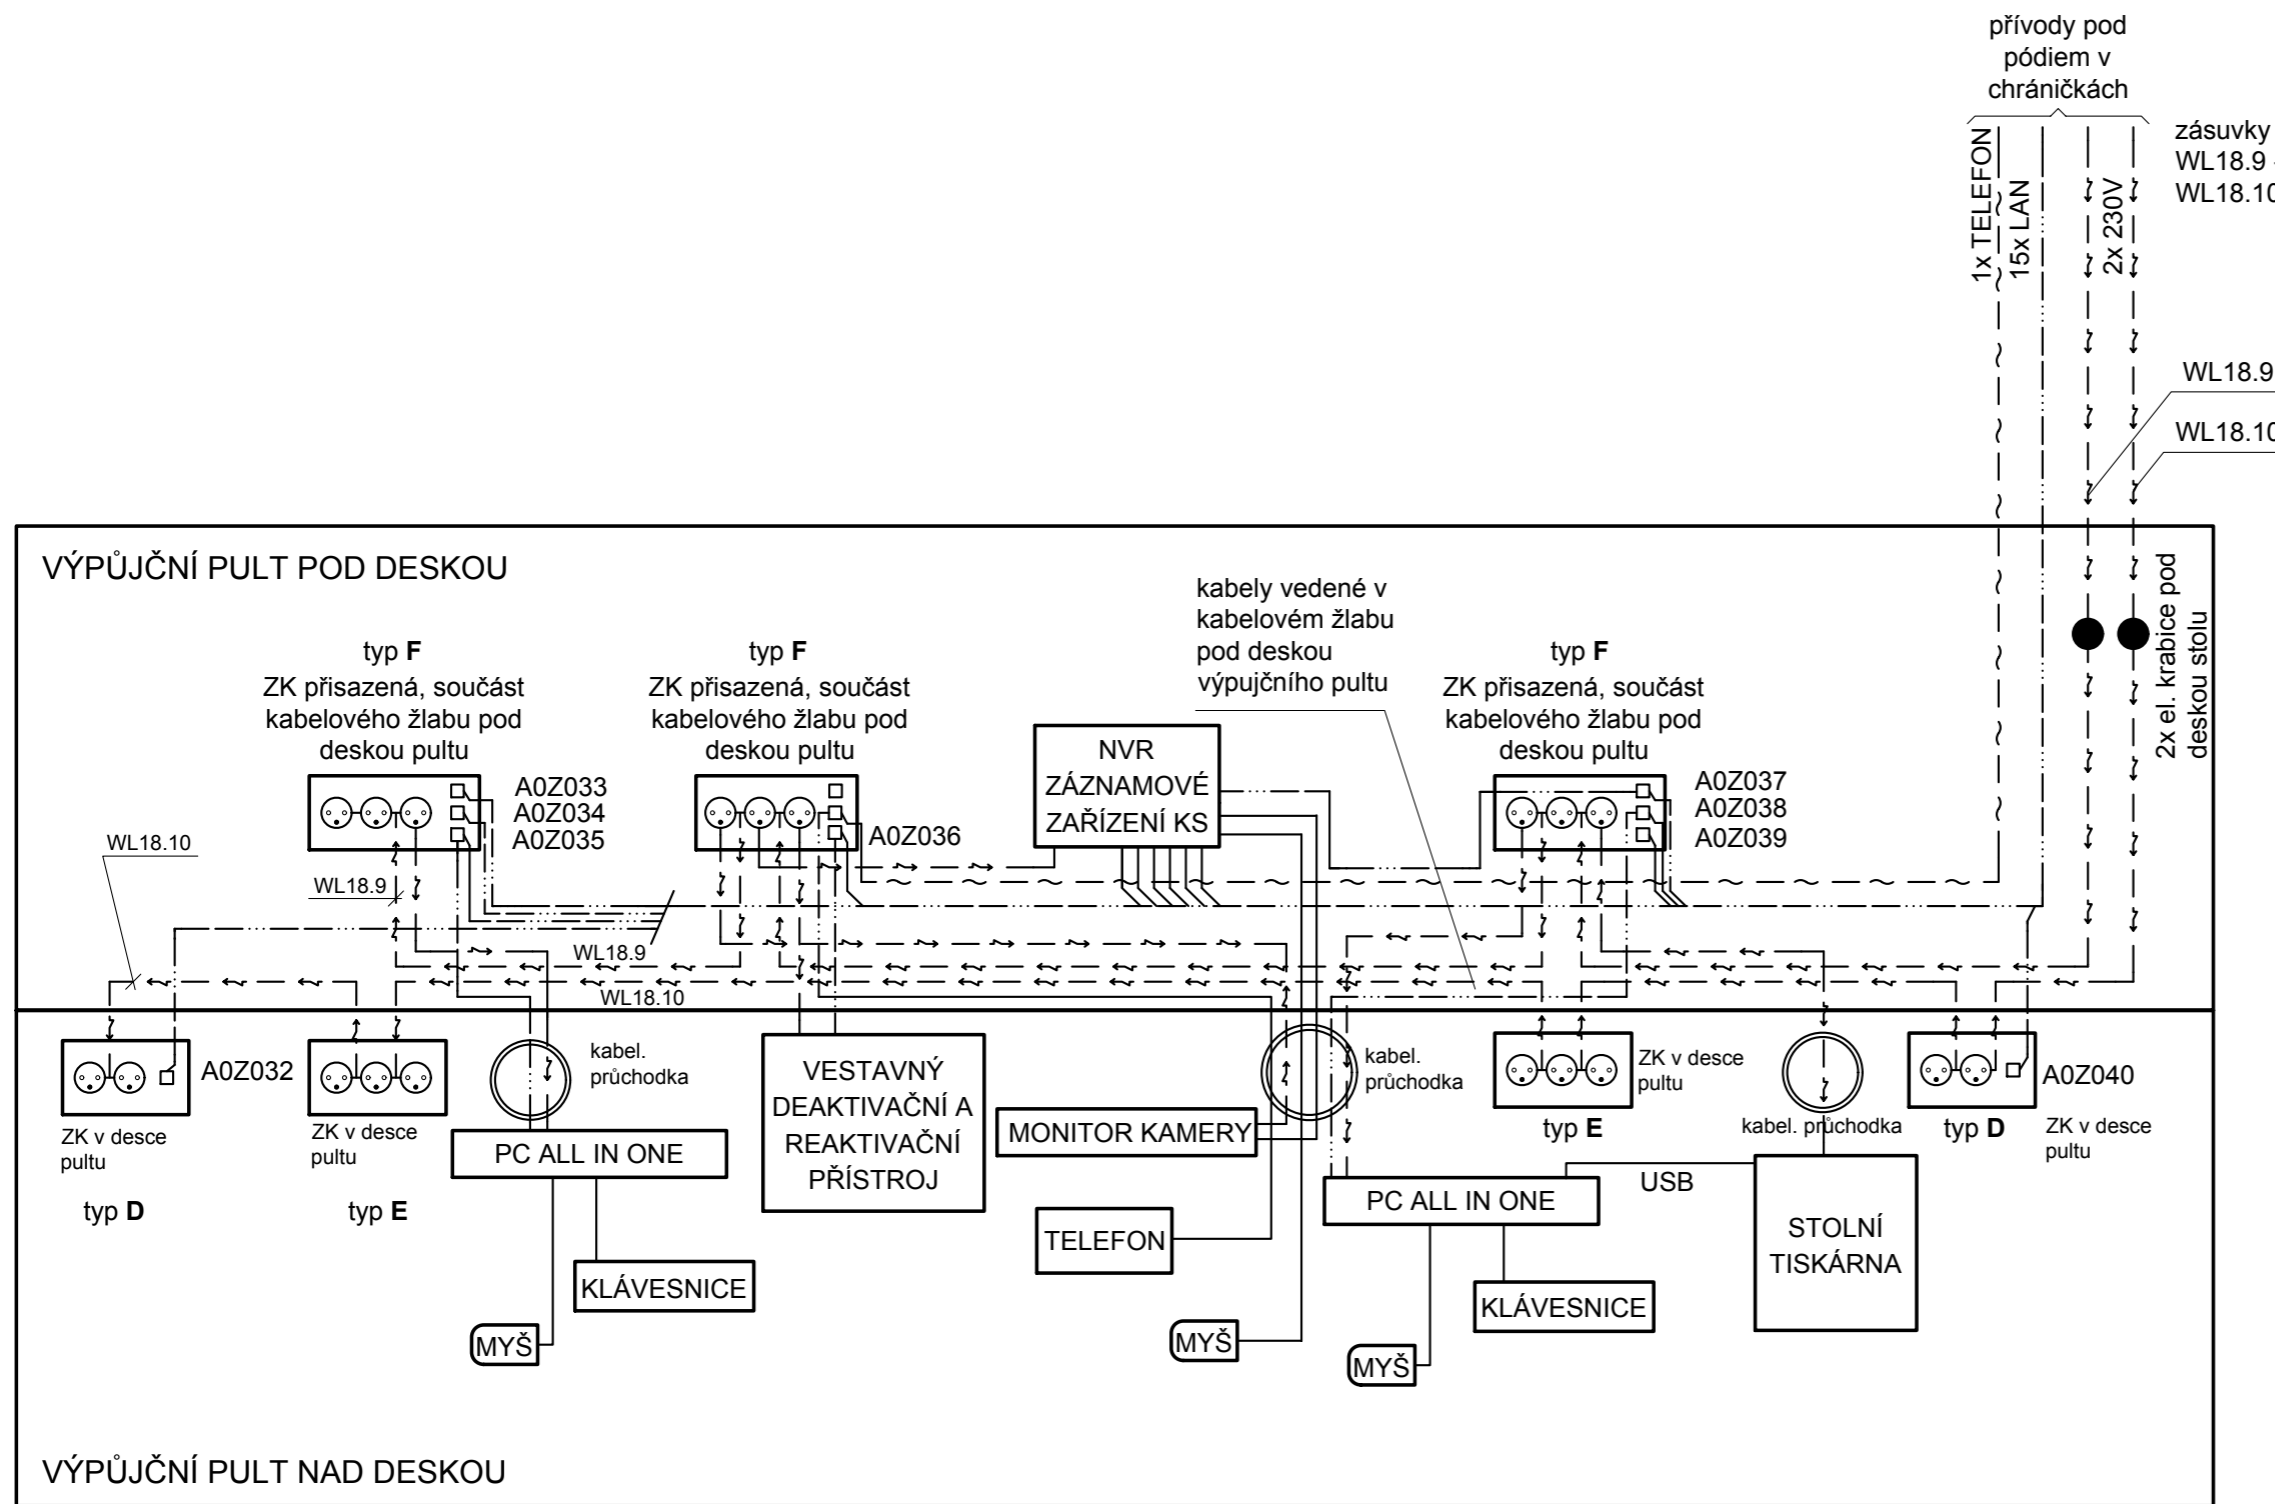 přívody pod
pódiem v
chráničkách
zásuvky
WL18.9
WL18.10
1x TELEFON
15x LAN
2x 230V
WL18.9
WL18.10
VÝPŮJČNÍ PULT POD DESKOU
kabely vedené v
kabelovém žlabu
pod deskou
výpujčního pultu
2x el. krabice pod
deskou stolu
typ F
ZK přisazená, součást
kabelového žlabu pod
deskou pultu
typ F
ZK přisazená, součást
kabelového žlabu pod
deskou pultu
typ F
ZK přisazená, součást
kabelového žlabu pod
deskou pultu
NVR
ZÁZNAMOVÉ
ZAŘÍZENÍ KS
A0Z033
A0Z034
A0Z035
A0Z036
A0Z037
A0Z038
A0Z039
WL18.10
WL18.9
WL18.9
WL18.10
A0Z032
ZK v desce
pultu
typ D
ZK v desce
pultu
typ E
kabel.
průchodka
PC ALL IN ONE
KLÁVESNICE
MYŠ
VESTAVNÝ
DEAKTIVAČNÍ A
REAKTIVAČNÍ
PŘÍSTROJ
MONITOR KAMERY
TELEFON
MYŠ
kabel.
průchodka
PC ALL IN ONE
KLÁVESNICE
MYŠ
USB
ZK v desce
pultu
typ E
kabel. průchodka
STOLNÍ
TISKÁRNA
A0Z040
typ D
ZK v desce
pultu
VÝPŮJČNÍ PULT NAD DESKOU